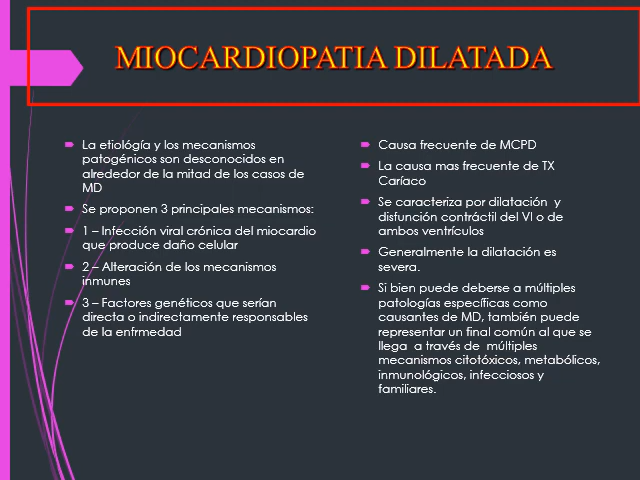 MIOCARDIOPATIA DILATADA
La etiológía y los mecanismos
patogénicos son desconocidos en
alrededor de la mitad de los casos de
MD
Se proponen 3 principales mecanismos:
1 – Infección viral crónica del miocardio
que produce daño celular
2 – Alteración de los mecanismos
inmunes
3 – Factores genéticos que serían
directa o indirectamente responsables
de la enfrmedad
Causa frecuente de MCPD
La causa mas frecuente de TX
Caríaco
Se caracteriza por dilatación y
disfunción contráctil del VI o de
ambos ventrículos
Generalmente la dilatación es
severa.
Si bien puede deberse a múltiples
patologías específicas como
causantes de MD, también puede
representar un final común al que se
llega a través de múltiples
mecanismos citotóxicos, metabólicos,
inmunológicos, infecciosos y
familiares.